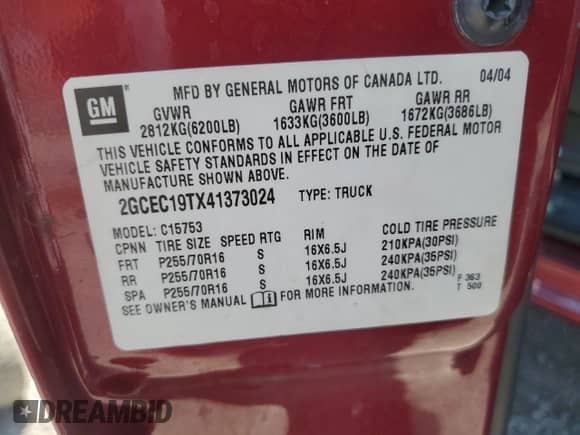 GM
MFD BY GENERAL MOTORS OF CANADA LTD. 04/04
GVWR GAWR FRT GAWR RR
2812KG(6200LB) 1633KG(3600LB) 1672KG(3686LB)
THIS VEHICLE CONFORMS TO ALL APPLICABLE U.S. FEDERAL MOTOR
VEHICLE SAFETY STANDARDS IN EFFECT ON THE DATE OF
MANUFACTURE SHOWN ABOVE.
2GCEC19TX41373024 TYPE: TRUCK
MODEL: C15753
CPNN TIRE SIZE SPEED RTG RIM COLD TIRE PRESSURE
FRT P255/70R16 S 16X6.5J 210KPA(30PSI)
RR P255/70R16 S 16X6.5J 240KPA(35PSI)
SPA P255/70R16 S 16X6.5J 240KPA(35PSI)
SEE OWNER'S MANUAL FOR MORE INFORMATION.
F 363
T 500
DREAMBID